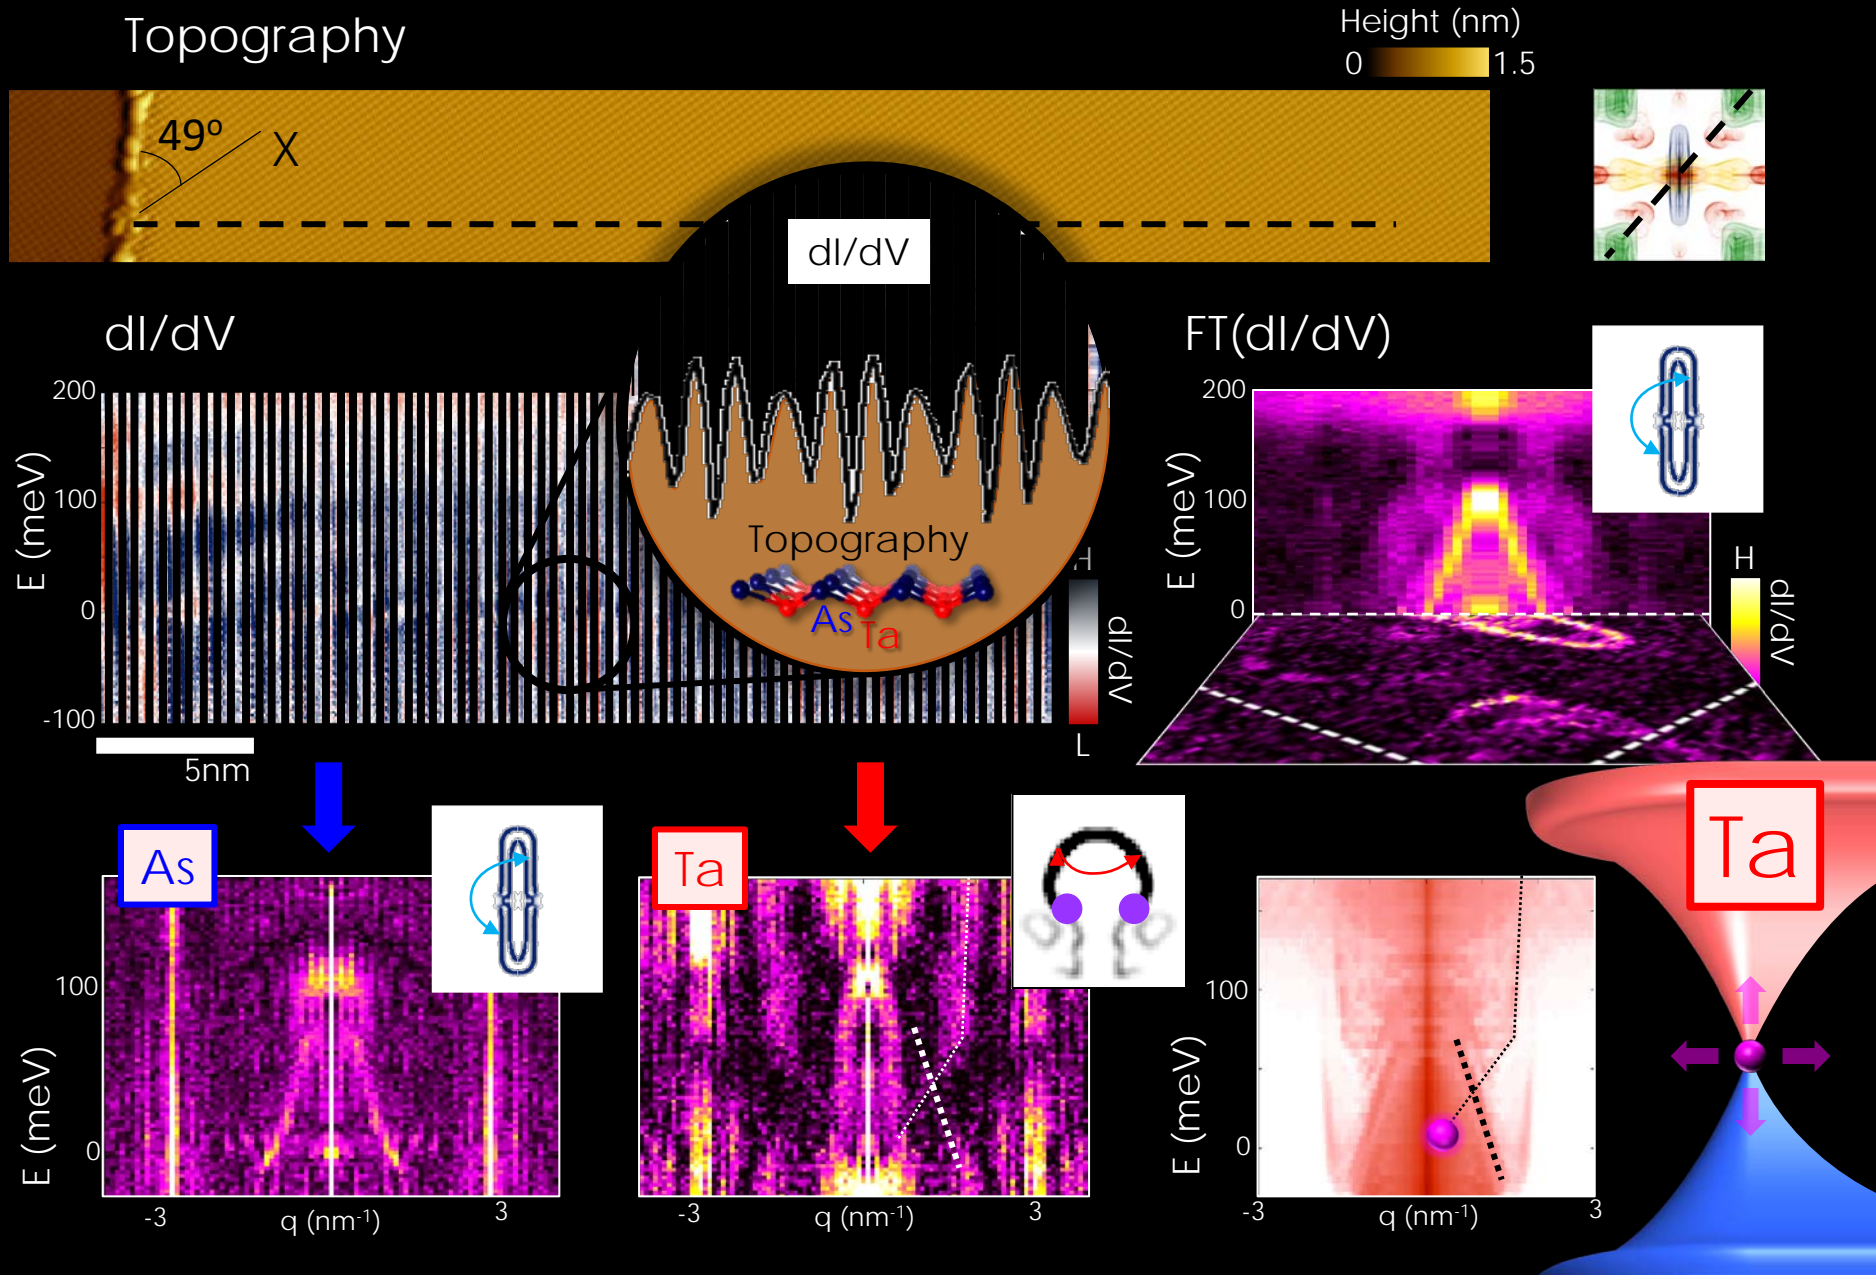 Topography
Height (nm)
0
1.5
49º
X
dI/dV
dI/dV
200
100
0
-100
E (meV)
5nm
Topography
As
Ta
H
dI/dV
L
FT(dI/dV)
200
100
0
E (meV)
H
dI/dV
As
100
0
E (meV)
-3
q (nm-1)
3
Ta
-3
q (nm-1)
3
100
0
E (meV)
-3
q (nm-1)
3
Ta